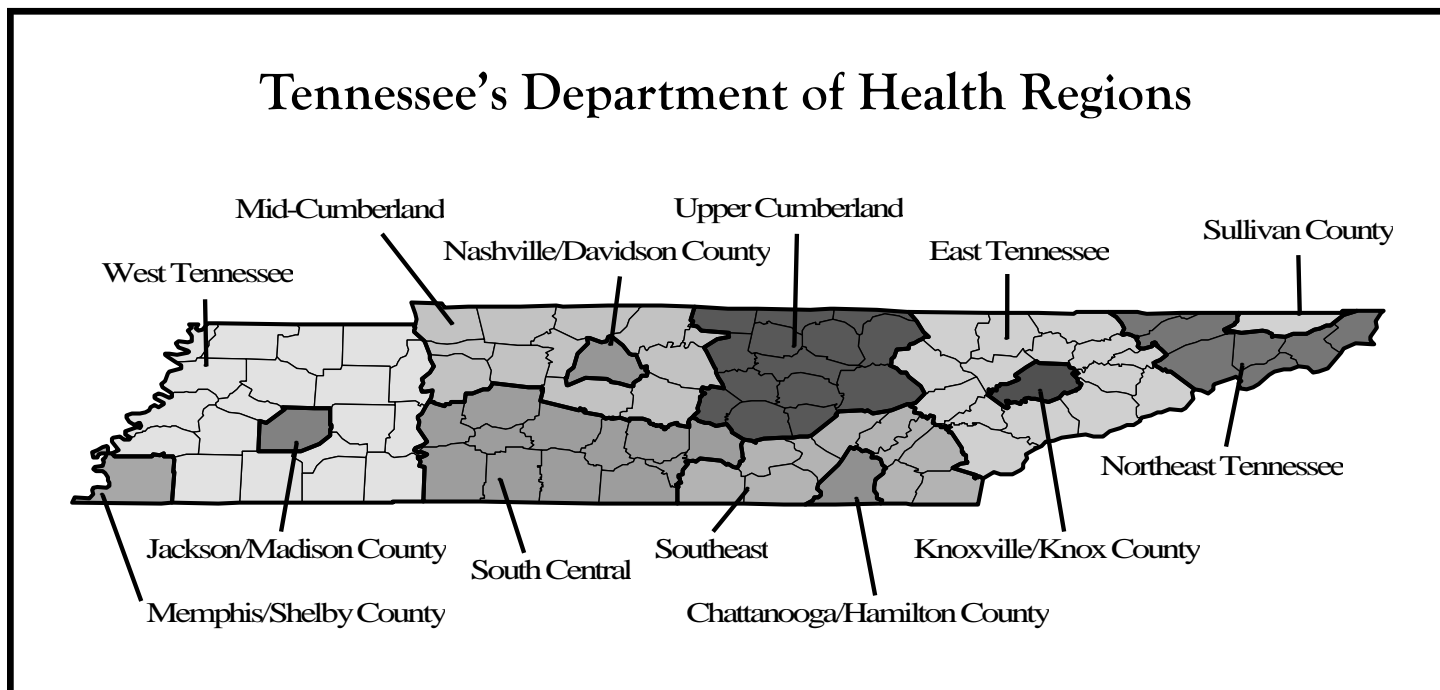 Tennessee's Department of Health Regions
Mid-Cumberland
Upper Cumberland
Sullivan County
Nashville/Davidson County
East Tennessee
West Tennessee
Northeast Tennessee
Jackson/Madison County
South Central
Southeast
Knoxville/Knox County
Memphis/Shelby County
Chattanooga/Hamilton County